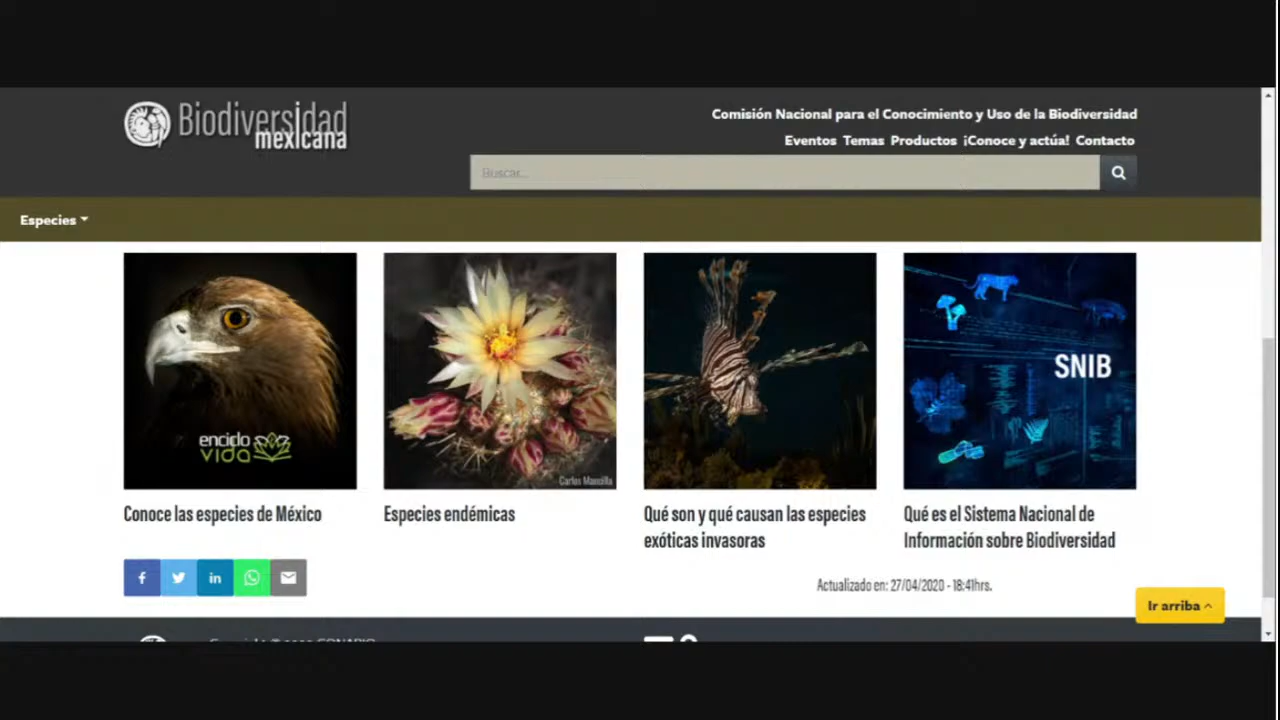 Biodiversidad
mexicana
Comisión Nacional para el Conocimiento y Uso de la Biodiversidad
Eventos Temas Productos ¡Conoce y actúa! Contacto
Buscar...
Especies
enciclo
vida
Carlos Mancilla
SNIB
Conoce las especies de México
Especies endémicas
Qué son y qué causan las especies
exóticas invasoras
Qué es el Sistema Nacional de
Información sobre Biodiversidad
f
in
Actualizado en: 27/04/2020 - 18:41hrs.
Ir arriba